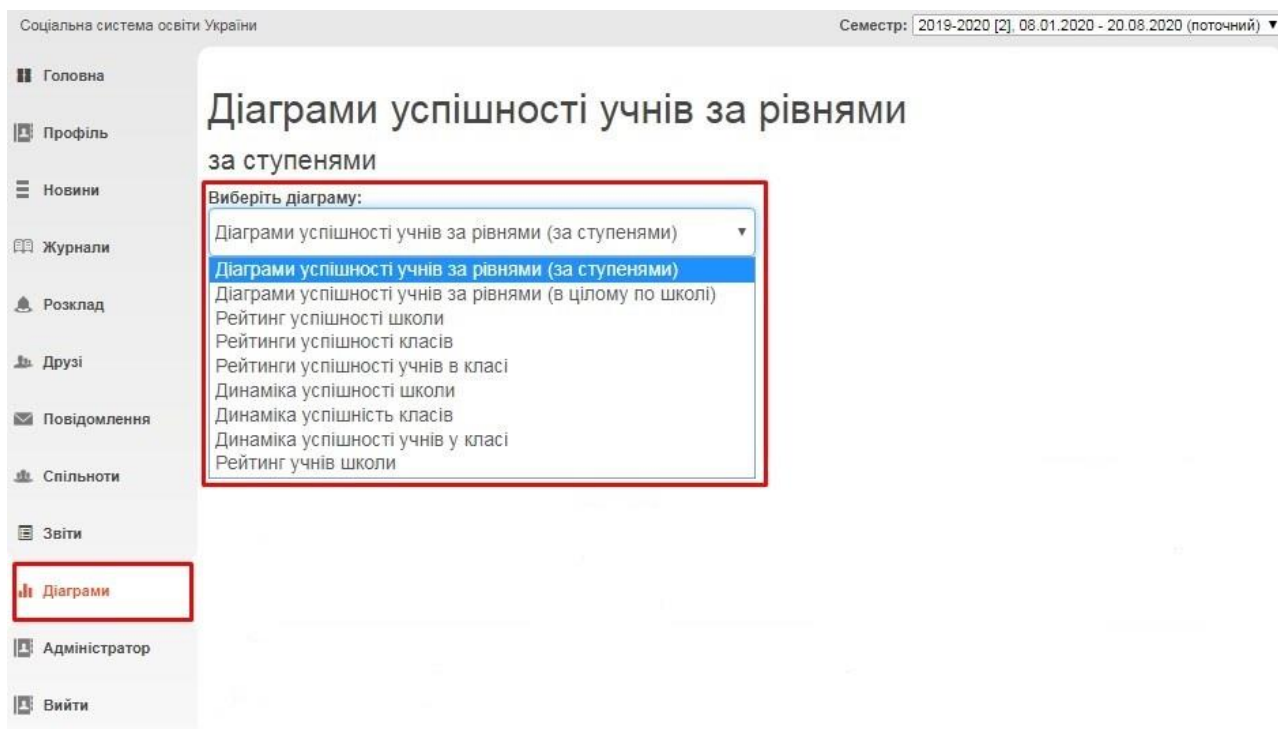 Соціальна система освіти України
Семестр: 2019-2020 [2], 08.01.2020 - 20.08.2020 (поточний)
Головна
Профіль
Новини
Журнали
Розклад
Друзі
Повідомлення
Спільноти
Звіти
Діаграми
Адміністратор
Вийти
Діаграми успішності учнів за рівнями
за ступенями
Виберіть діаграму:
Діаграми успішності учнів за рівнями (за ступенями)
Діаграми успішності учнів за рівнями (за ступенями)
Діаграми успішності учнів за рівнями (в цілому по школі)
Рейтинг успішності школи
Рейтинги успішності класів
Рейтинги успішності учнів в класі
Динаміка успішності школи
Динаміка успішність класів
Динаміка успішності учнів у класі
Рейтинг учнів школи